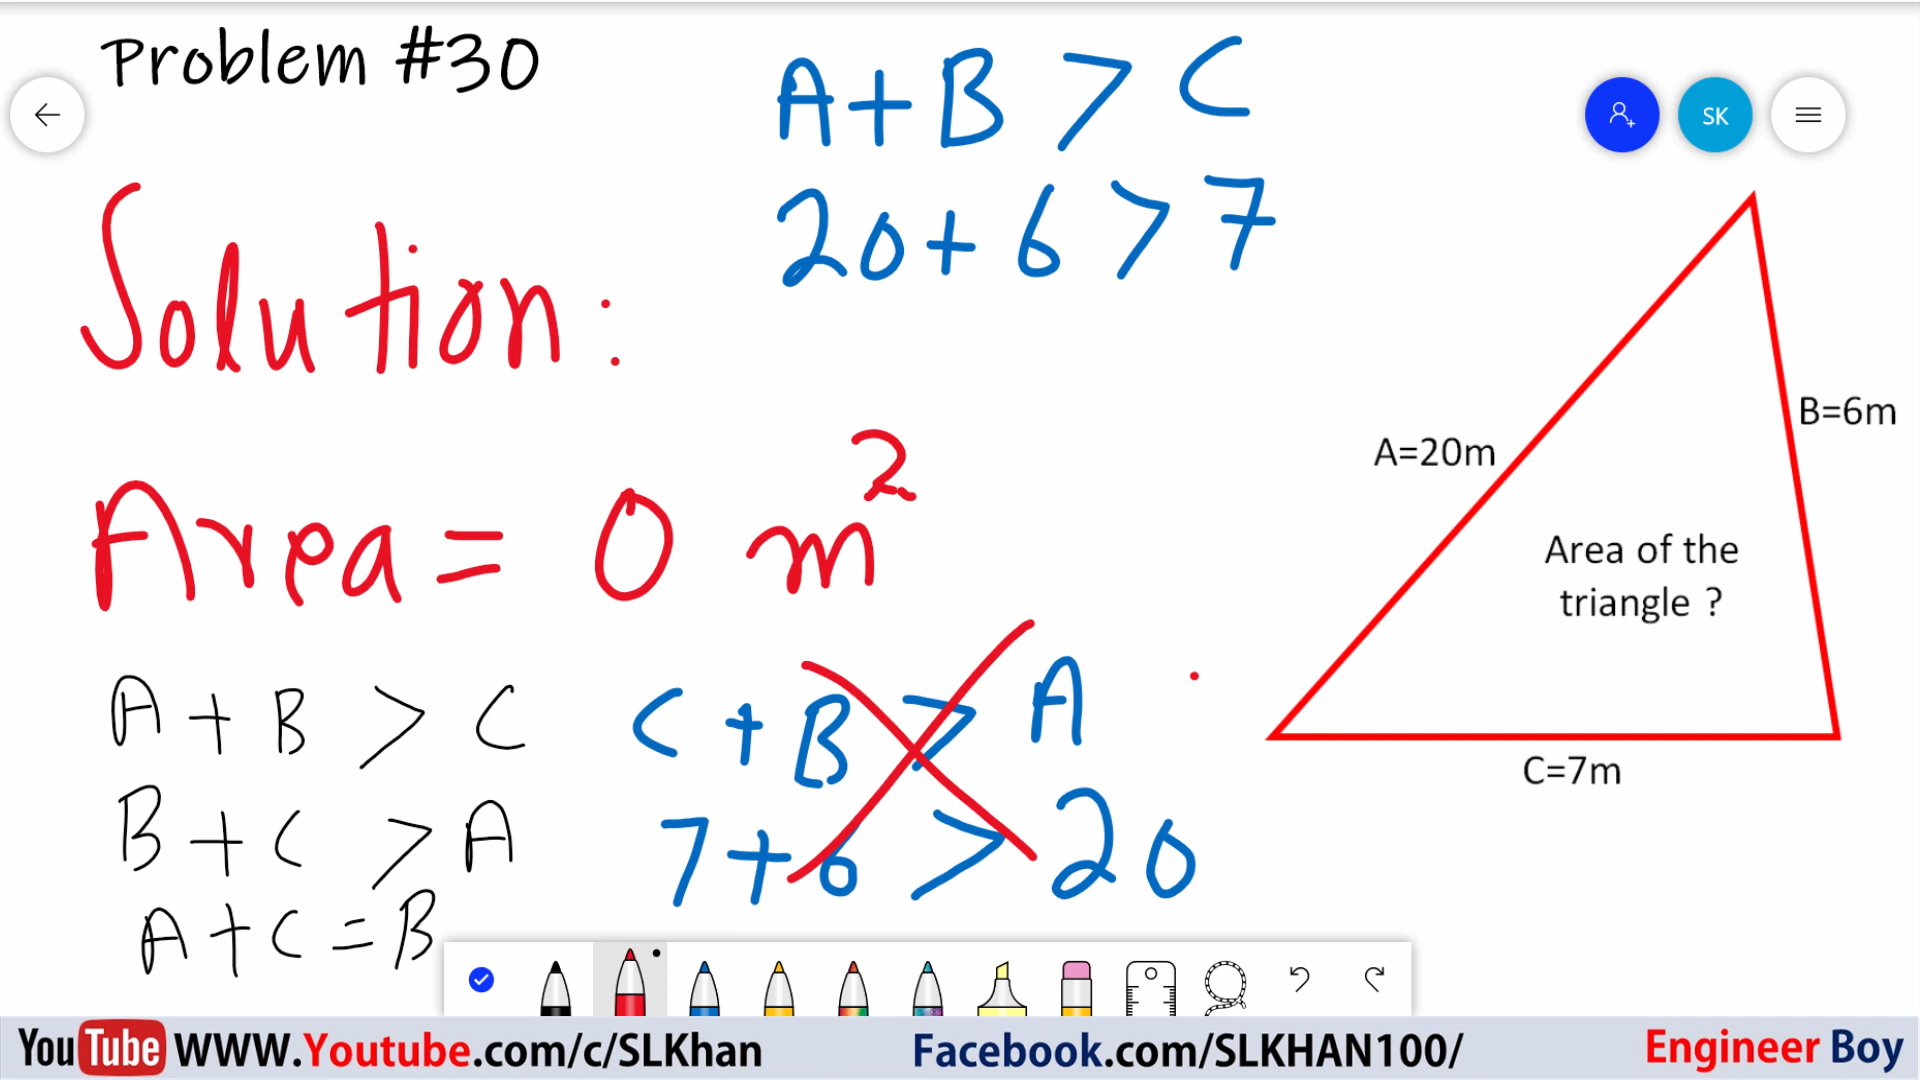 Problem #30
A+B > C
20+6 > 7
SK
Solution:
Area = 0 m²
A=20m
B=6m
Area of the
triangle ?
C=7m
A + B > C
B + C > A
A + C = B
C + B > A
7+6 > 20
YouTube WWW.Youtube.com/c/SLKhan
Facebook.com/SLKHAN100/
Engineer Boy